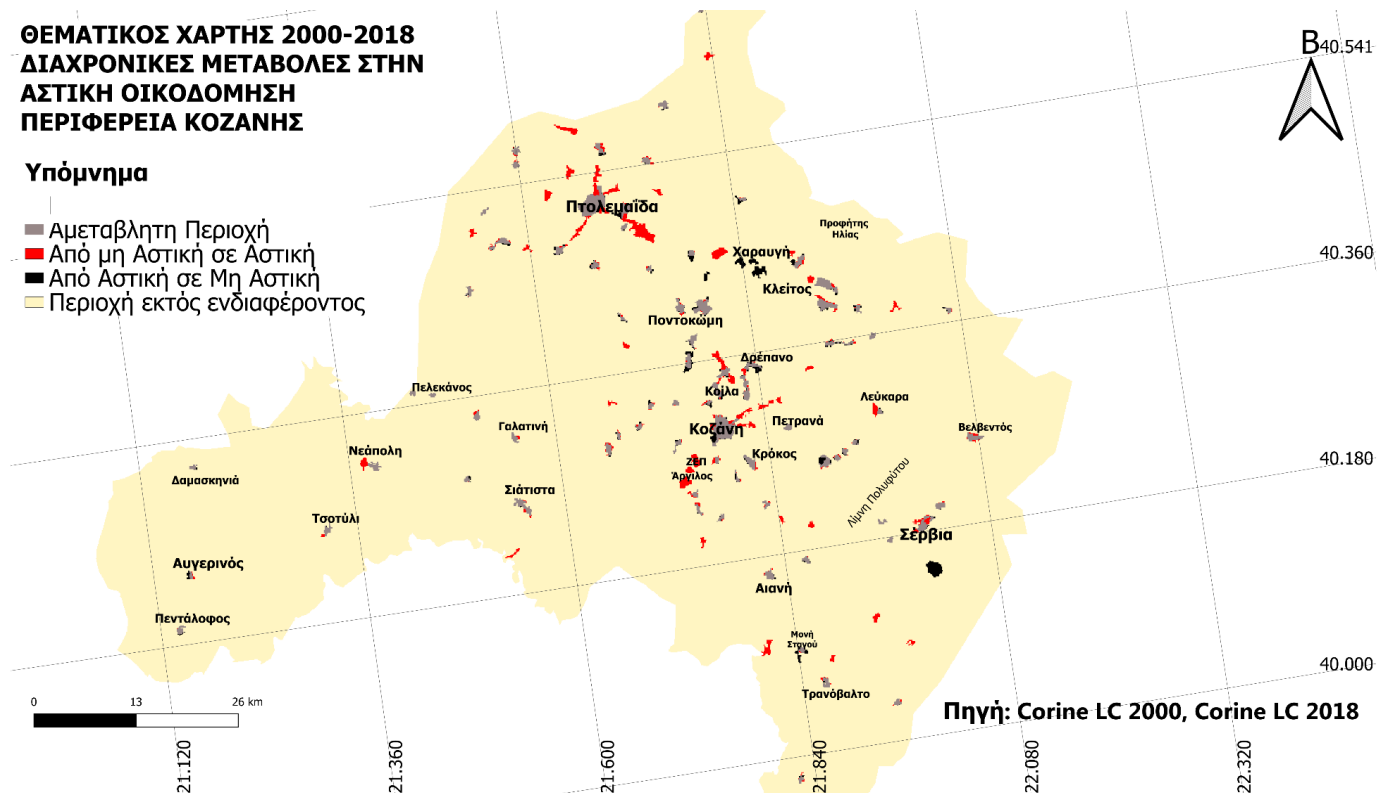 ΘΕΜΑΤΙΚΟΣ ΧΑΡΤΗΣ 2000-2018
ΔΙΑΧΡΟΝΙΚΕΣ ΜΕΤΑΒΟΛΕΣ ΣΤΗΝ
ΑΣΤΙΚΗ ΟΙΚΟΔΟΜΗΣΗ
ΠΕΡΙΦΕΡΕΙΑ ΚΟΖΑΝΗΣ
Υπόμνημα
Αμεταβλητη Περιοχή
Από μη Αστική σε Αστική
Από Αστική σε Μη Αστική
Περιοχή εκτός ενδιαφέροντος
Β
40.541
Πτολεμαΐδα
Προφήτης
Ηλίας
Χαραυγή
40.360
Κλείτος
Ποντοκώμη
Δρέπανο
Πελεκάνος
Κοίλα
Λεύκαρα
Γαλατινή
Κοζάνη
Πετρανά
Βελβεντός
Νεάπολη
ΖΕΠ
Κρόκος
40.180
Δαμασκηνιά
Άργιλος
Σιάτιστα
Λίμνη Πολυφύτου
Τσοτύλι
Σέρβια
Αυγερινός
Αιανή
Πεντάλοφος
Μονή
Στανού
40.000
Τρανόβαλτο
0 13 26 km
Πηγή: Corine LC 2000, Corine LC 2018
21.120
21.360
21.600
21.840
22.080
22.320